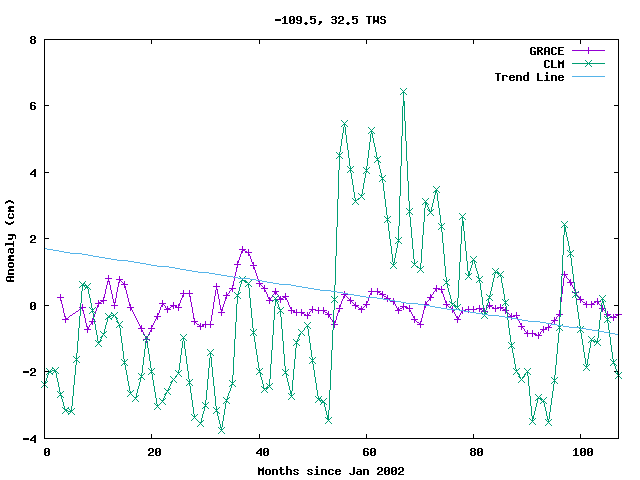 -109.5, 32.5 TWS
GRACE
CLM
Trend Line
8
6
4
2
0
-2
-4
Anomaly (cm)
0 20 40 60 80 100
Months since Jan 2002